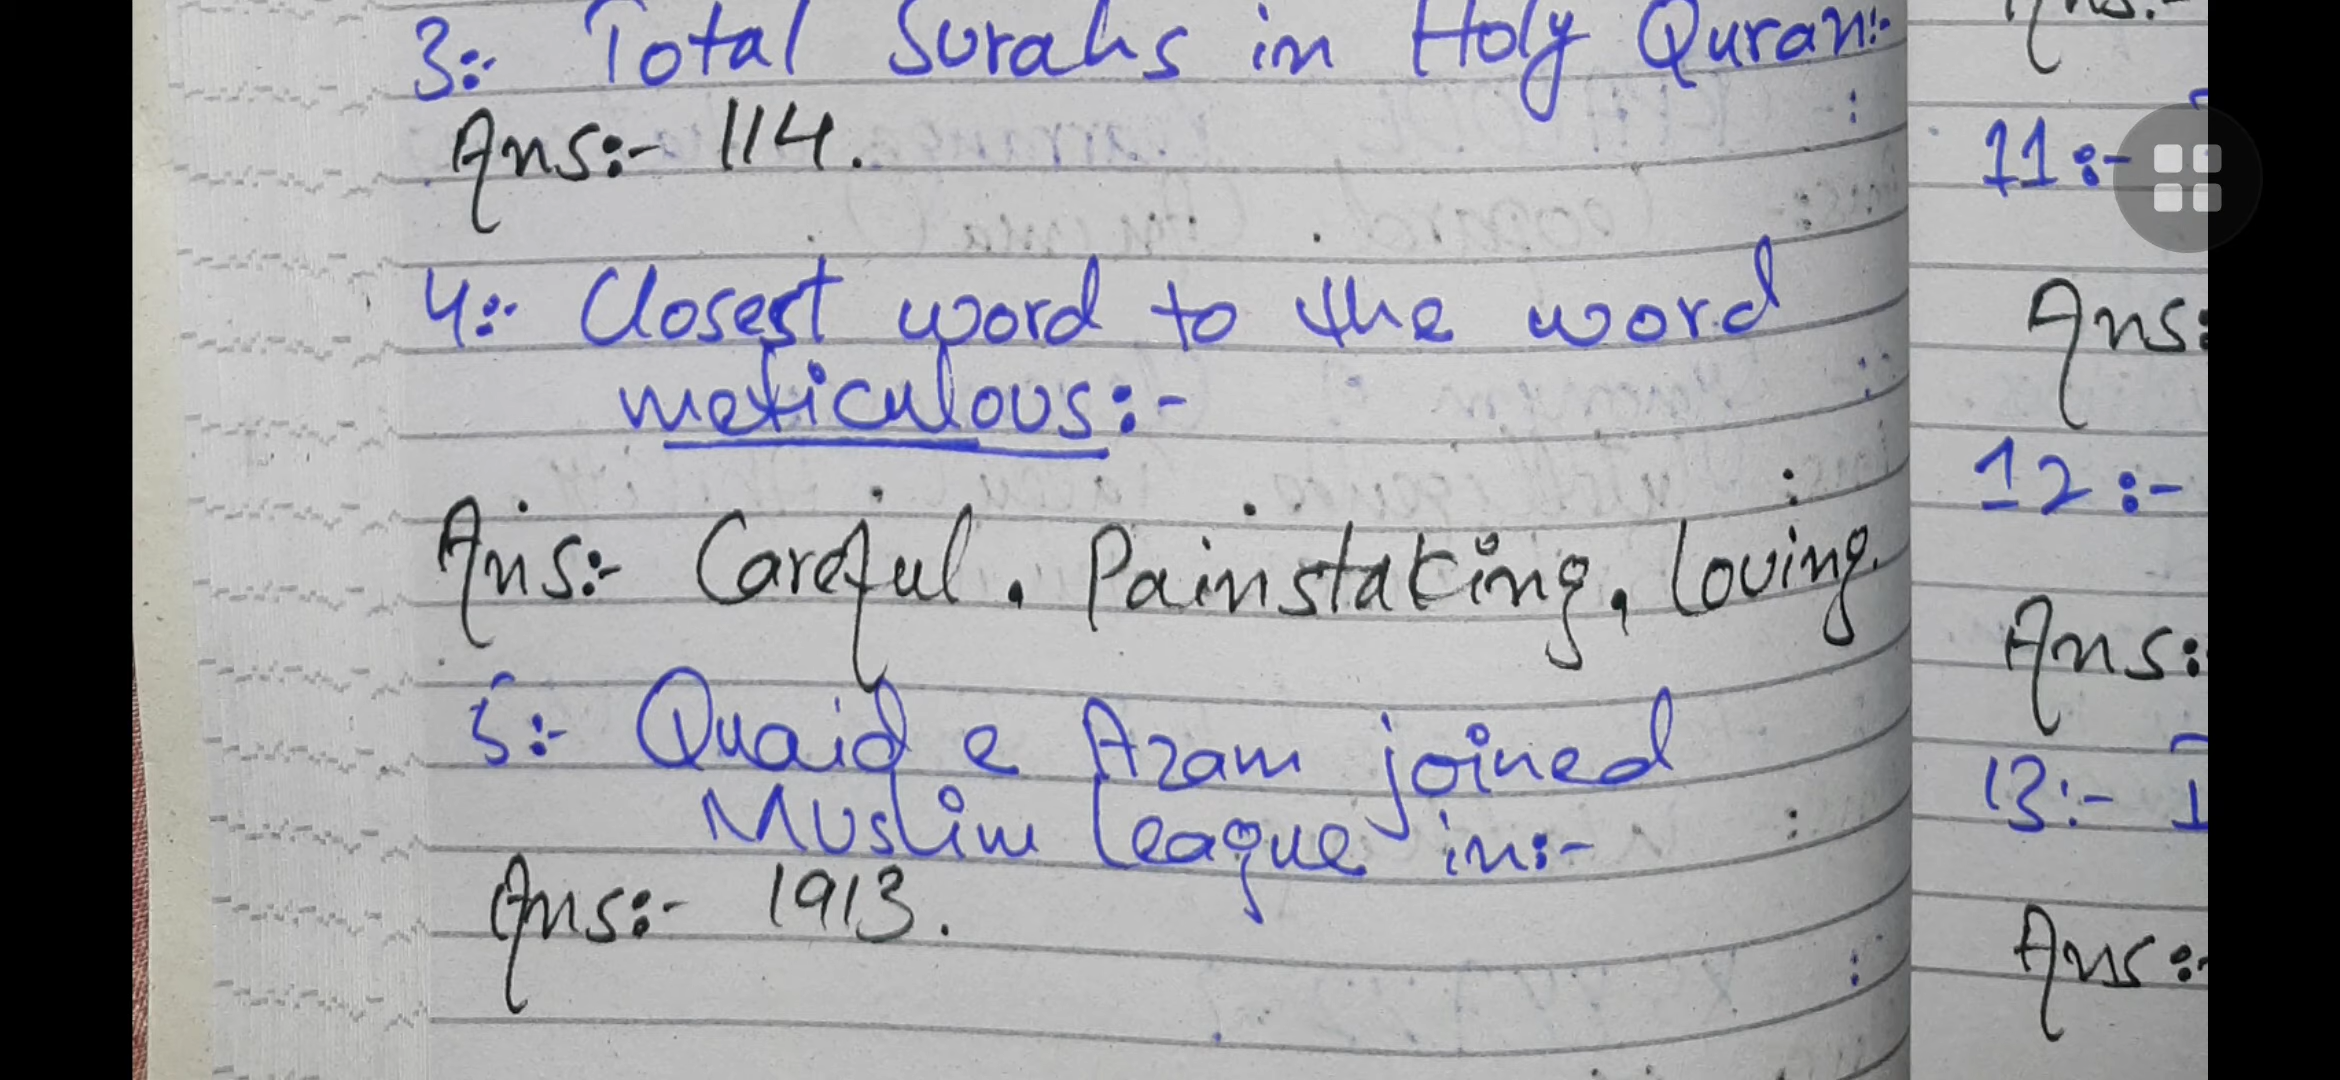 3:- Total Surahs in Holy Quran:-
Ans:- 114.
4:- Closest word to the word
meticulous:-
Ans:- Careful. Painstaking, loving.
5:- Quaid e Azam joined
Muslim League in:-
Ans:- 1913.
Ans:-
11:-
Ans:
12:-
Ans:
13:- I
Ans:-